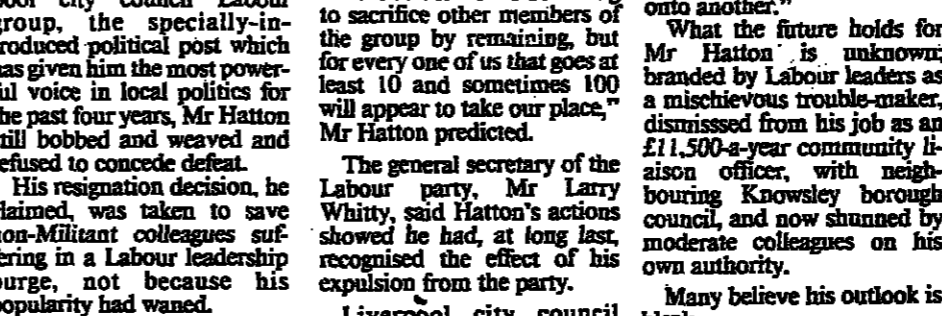 city council Labour
group, the specially-in-
roduced political post which
has given him the most power-
ful voice in local politics for
the past four years, Mr Hatton
still bobbed and weaved and
refused to concede defeat.
His resignation decision, he
claimed, was taken to save
non-Militant colleagues suf-
ering in a Labour leadership
purge, not because his
popularity had waned.
to sacrifice other members of
the group by remaining, but
for every one of us that goes at
least 10 and sometimes 100
will appear to take our place,"
Mr Hatton predicted.
The general secretary of the
Labour party, Mr Larry
Whitty, said Hatton's actions
showed he had, at long last,
recognised the effect of his
expulsion from the party.
Liverpool city council
onto another."
What the future holds for
Mr Hatton is unknown;
branded by Labour leaders as
a mischievous trouble-maker,
dismisssed from his job as an
£11,500-a-year community li-
aison officer, with neigh-
bouring Knowsley borough
council, and now shunned by
moderate colleagues on his
own authority.
Many believe his outlook is